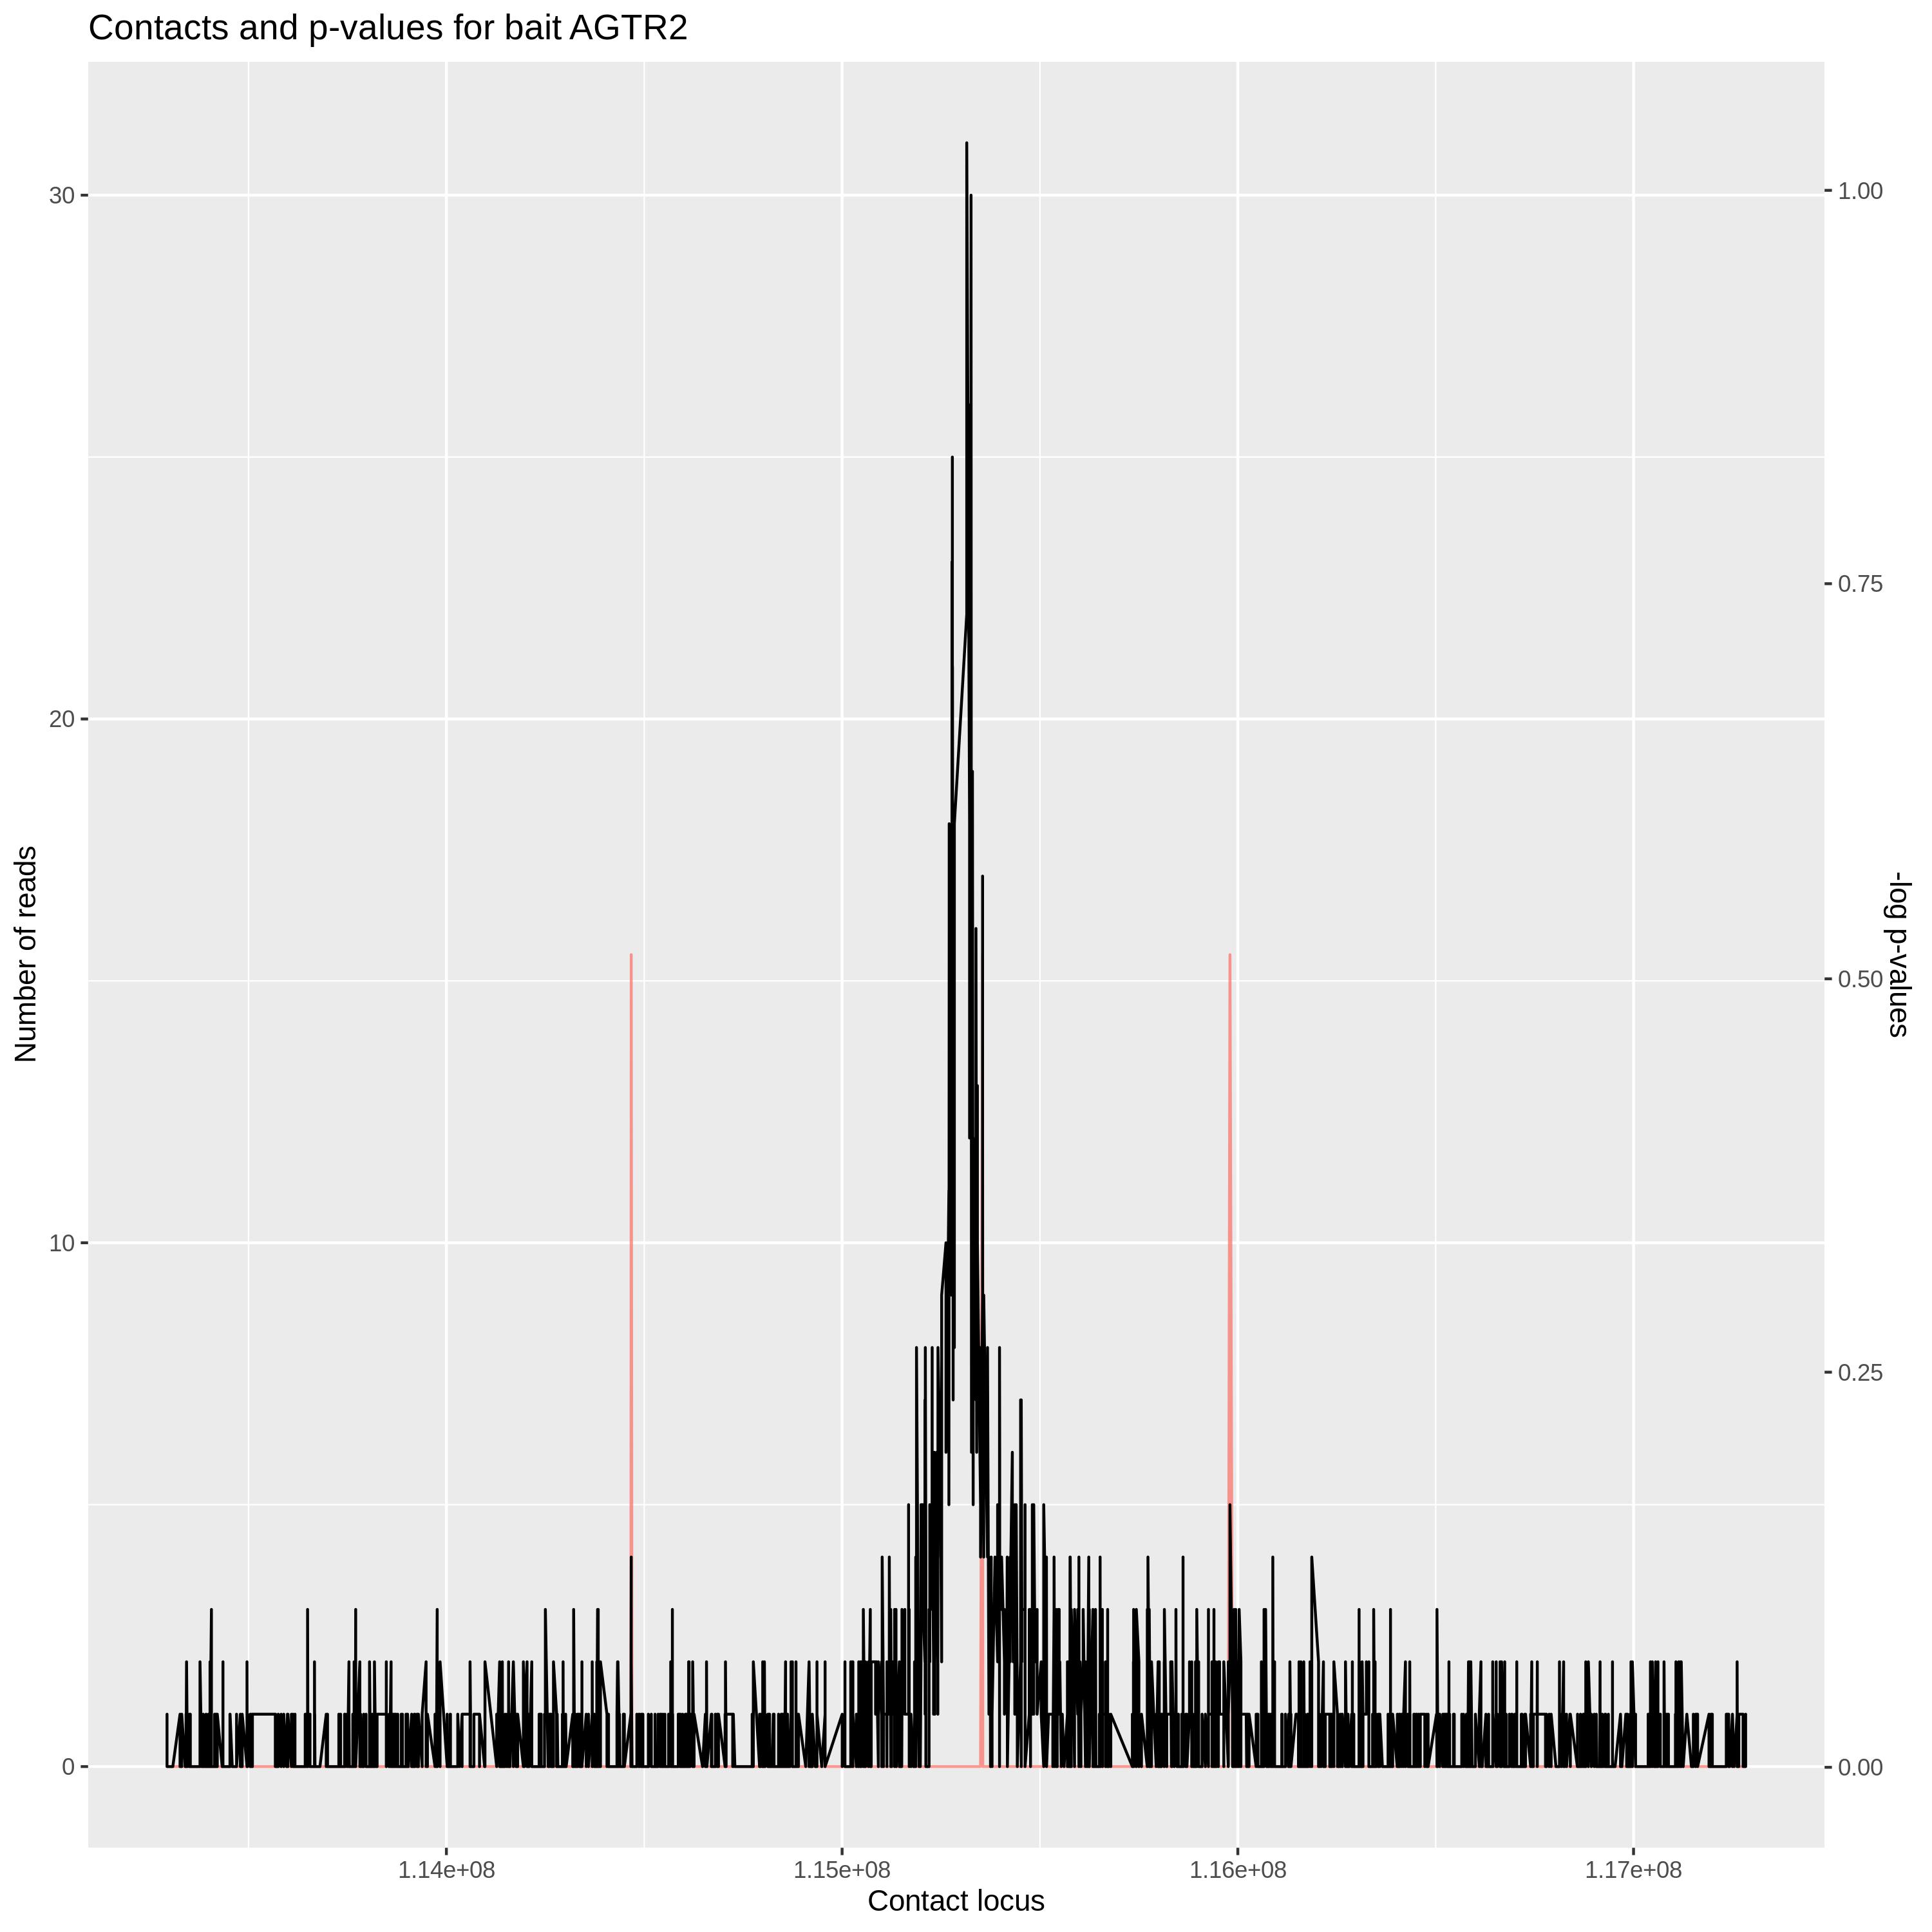 Contacts and p-values for bait AGTR2
30
20
10
0
Number of reads
1.00
0.75
0.50
0.25
0.00
-log p-values
1.14e+08
1.15e+08
1.16e+08
1.17e+08
Contact locus